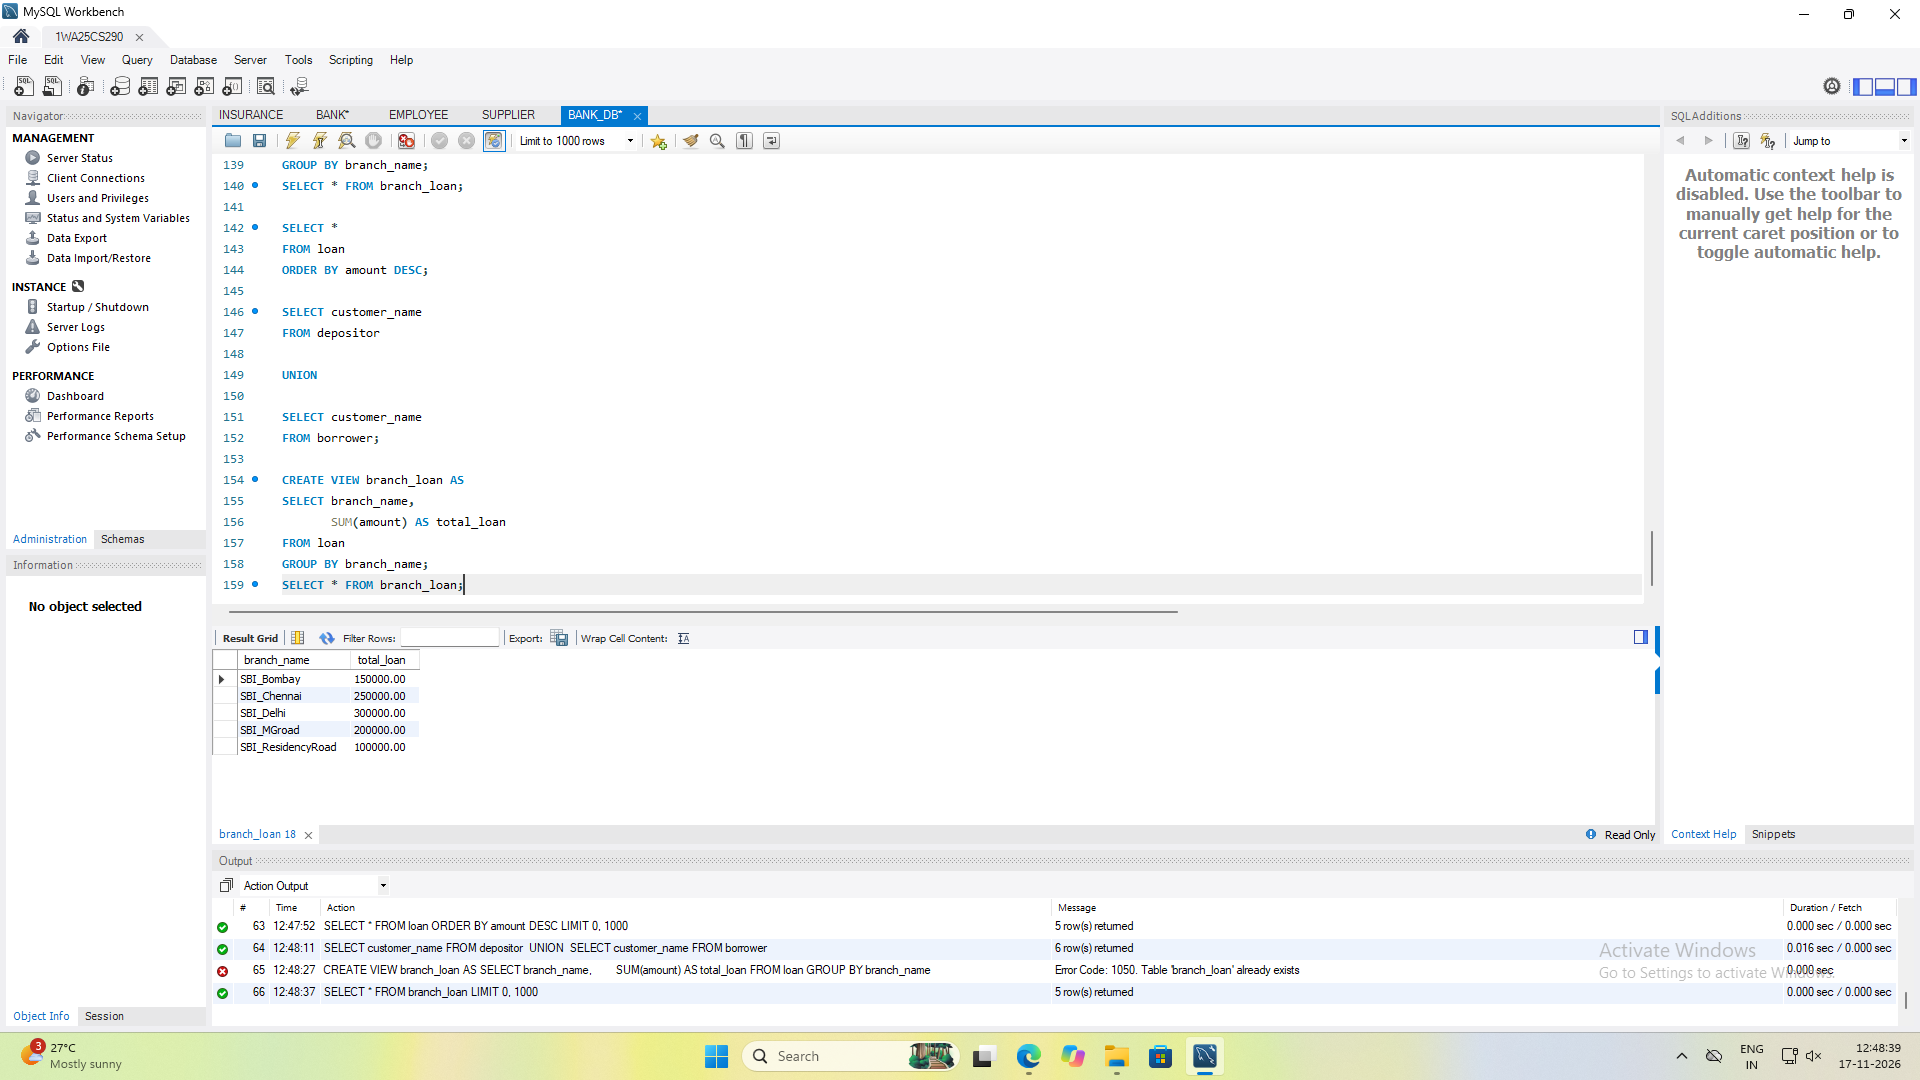 MySQL Workbench
1WA25CS290
File Edit View Query Database Server Tools Scripting Help
Navigator
MANAGEMENT
Server Status
Client Connections
Users and Privileges
Status and System Variables
Data Export
Data Import/Restore
INSTANCE
Startup / Shutdown
Server Logs
Options File
PERFORMANCE
Dashboard
Performance Reports
Performance Schema Setup
Administration Schemas
Information
No object selected
Object Info Session
INSURANCE BANK* EMPLOYEE SUPPLIER BANK_DB*
Limit to 1000 rows
139 GROUP BY branch_name;
140 SELECT * FROM branch_loan;
141
142 SELECT *
143 FROM loan
144 ORDER BY amount DESC;
145
146 SELECT customer_name
147 FROM depositor
148
149 UNION
150
151 SELECT customer_name
152 FROM borrower;
153
154 CREATE VIEW branch_loan AS
155 SELECT branch_name,
156 SUM(amount) AS total_loan
157 FROM loan
158 GROUP BY branch_name;
159 SELECT * FROM branch_loan;
Result Grid Filter Rows: Export: Wrap Cell Content:
branch_name total_loan
SBI_Bombay 150000.00
SBI_Chennai 250000.00
SBI_Delhi 300000.00
SBI_MGroad 200000.00
SBI_ResidencyRoad 100000.00
branch_loan 18
Read Only
SQLAdditions
Jump to
Automatic context help is
disabled. Use the toolbar to
manually get help for the
current caret position or to
toggle automatic help.
Context Help Snippets
Output
Action Output
# Time Action Message Duration / Fetch
63 12:47:52 SELECT * FROM loan ORDER BY amount DESC LIMIT 0, 1000 5 row(s) returned 0.000 sec / 0.000 sec
64 12:48:11 SELECT customer_name FROM depositor UNION SELECT customer_name FROM borrower 6 row(s) returned 0.016 sec / 0.000 sec
65 12:48:27 CREATE VIEW branch_loan AS SELECT branch_name, SUM(amount) AS total_loan FROM loan GROUP BY branch_name Error Code: 1050. Table 'branch_loan' already exists 0.000 sec
66 12:48:37 SELECT * FROM branch_loan LIMIT 0, 1000 5 row(s) returned 0.000 sec / 0.000 sec
Activate Windows
Go to Settings to activate Windows.
3
27°C
Mostly sunny
Search
ENG
IN
12:48:39
17-11-2026